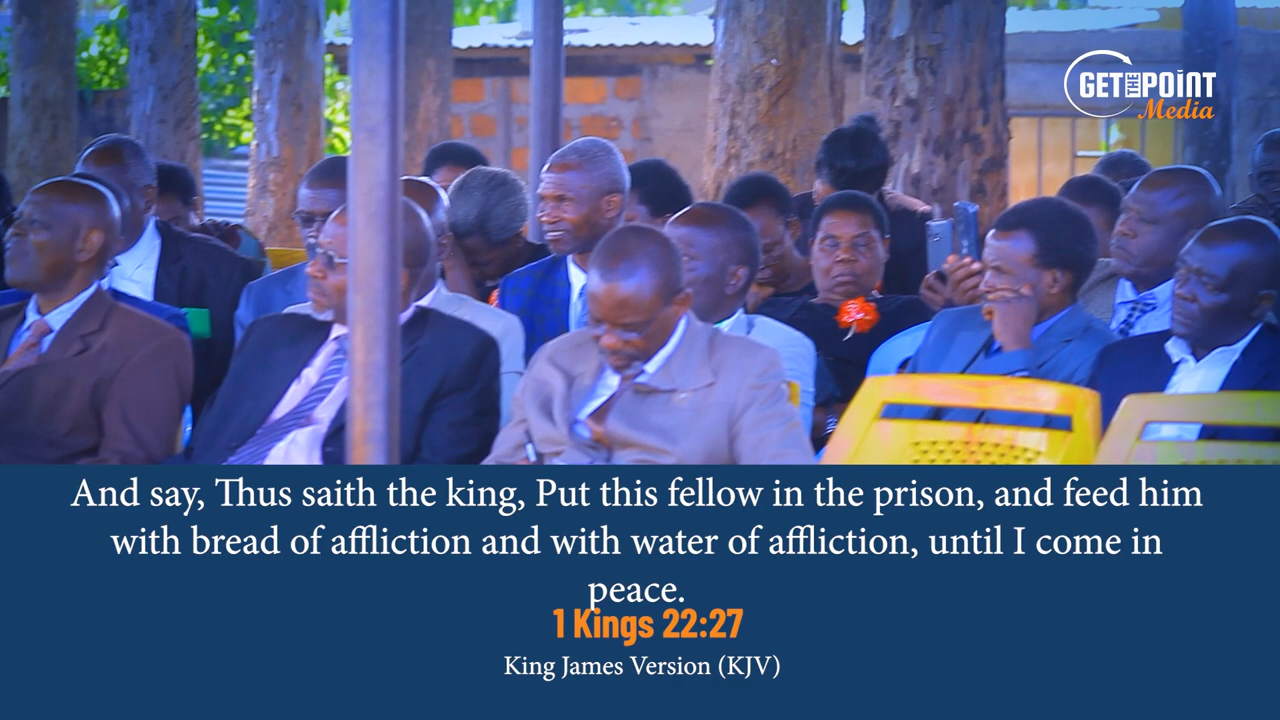 GET THE POINT
Media
And say, Thus saith the king, Put this fellow in the prison, and feed him
with bread of affliction and with water of affliction, until I come in
peace.
1 Kings 22:27
King James Version (KJV)